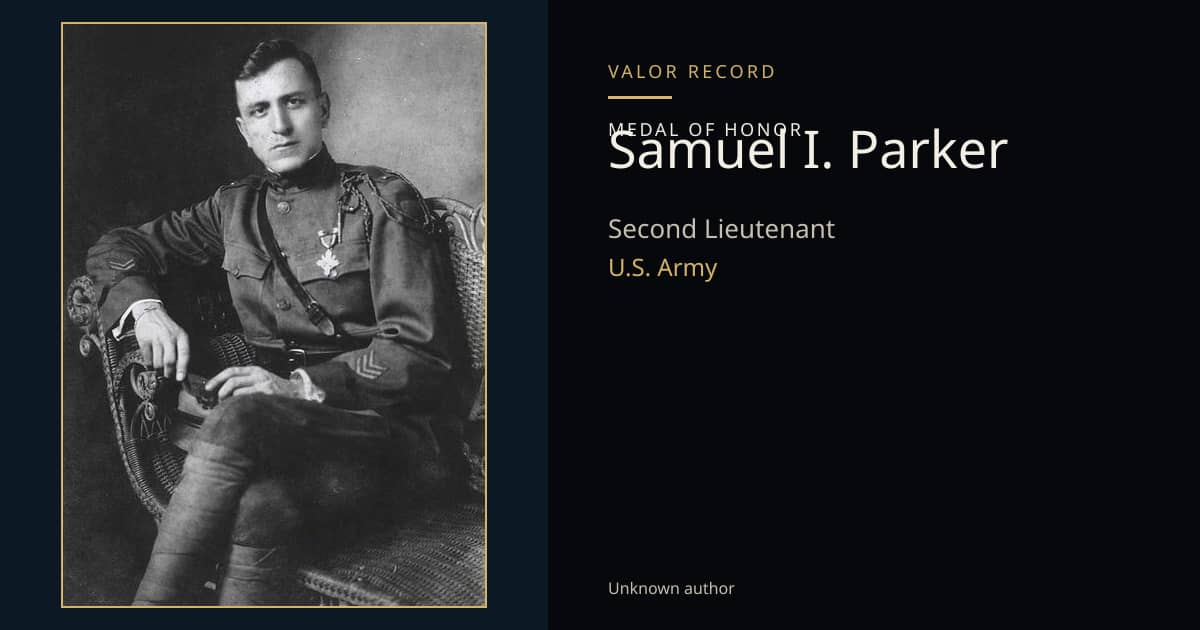 VALOR RECORD
MEDAL OF HONOR
Samuel I. Parker
Second Lieutenant
U.S. Army
Unknown author